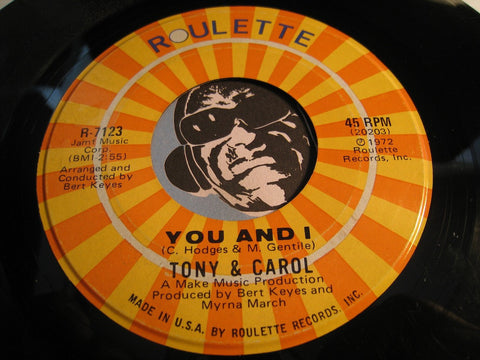 ROULETTE
R-7123
Jamf Music
Corp.
(BMI-2:55)
Arranged and
Conducted by
Bert Keyes
45 RPM
(20203)
℗ 1972
Roulette
Records, Inc.
YOU AND I
(C. Hodges & M. Gentile)
TONY & CAROL
A Make Music Production
Produced by Bert Keyes and
Myrna March
MADE IN U.S.A. BY ROULETTE RECORDS, INC.